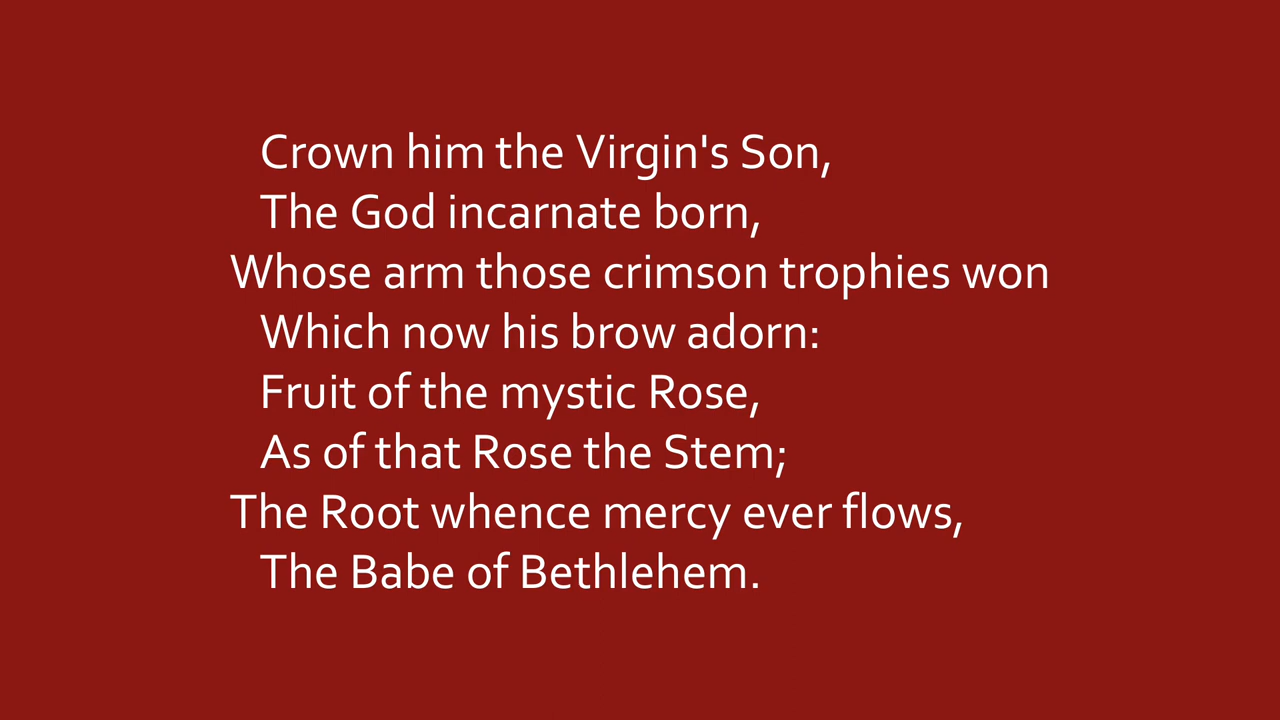 Crown him the Virgin's Son,
The God incarnate born,
Whose arm those crimson trophies won
Which now his brow adorn:
Fruit of the mystic Rose,
As of that Rose the Stem;
The Root whence mercy ever flows,
The Babe of Bethlehem.